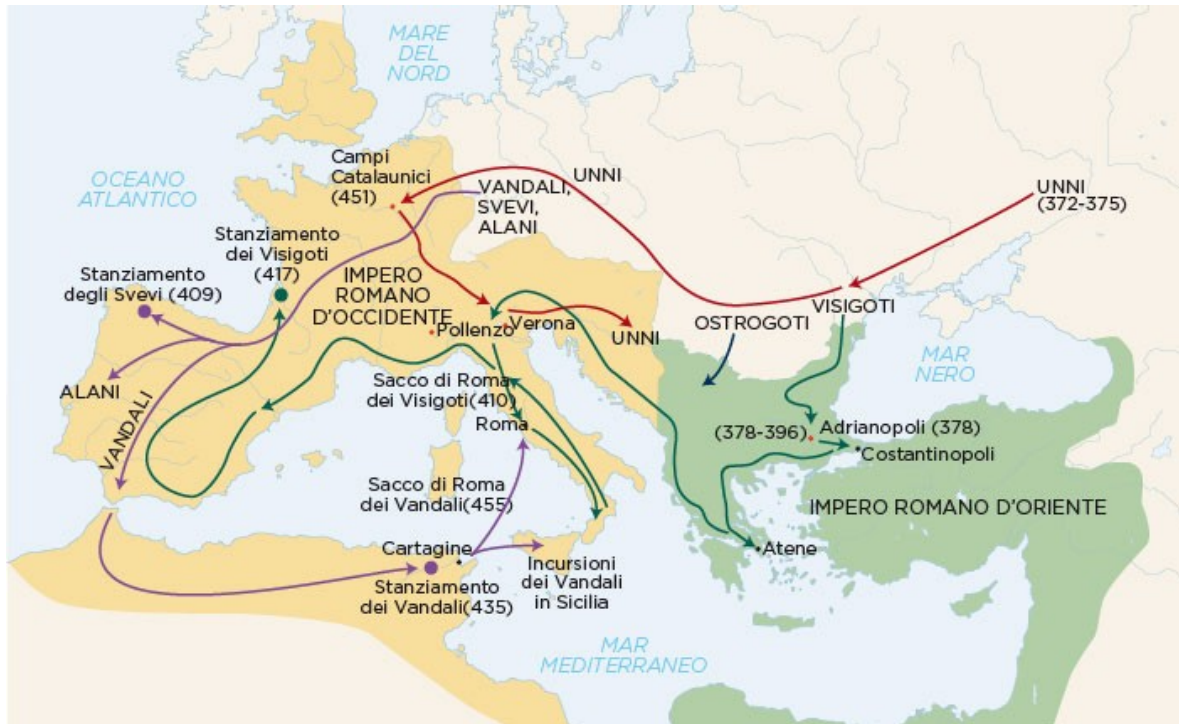 MARE
DEL
NORD
OCEANO
ATLANTICO
Campi
Catalaunici
(451)
UNNI
VANDALI,
SVEVI,
ALANI
UNNI
(372-375)
Stanziamento
dei Visigoti
(417)
Stanziamento
degli Svevi (409)
IMPERO
ROMANO
D'OCCIDENTE
Pollenzo
Verona
UNNI
OSTROGOTI
VISIGOTI
MAR
NERO
ALANI
VANDALI
Sacco di Roma
dei Visigoti(410)
Roma
(378-396)
Adrianopoli (378)
Costantinopoli
Sacco di Roma
dei Vandali(455)
IMPERO ROMANO D'ORIENTE
Cartagine
Stanziamento
dei Vandali(435)
Incursioni
dei Vandali
in Sicilia
Atene
MAR
MEDITERRANEO